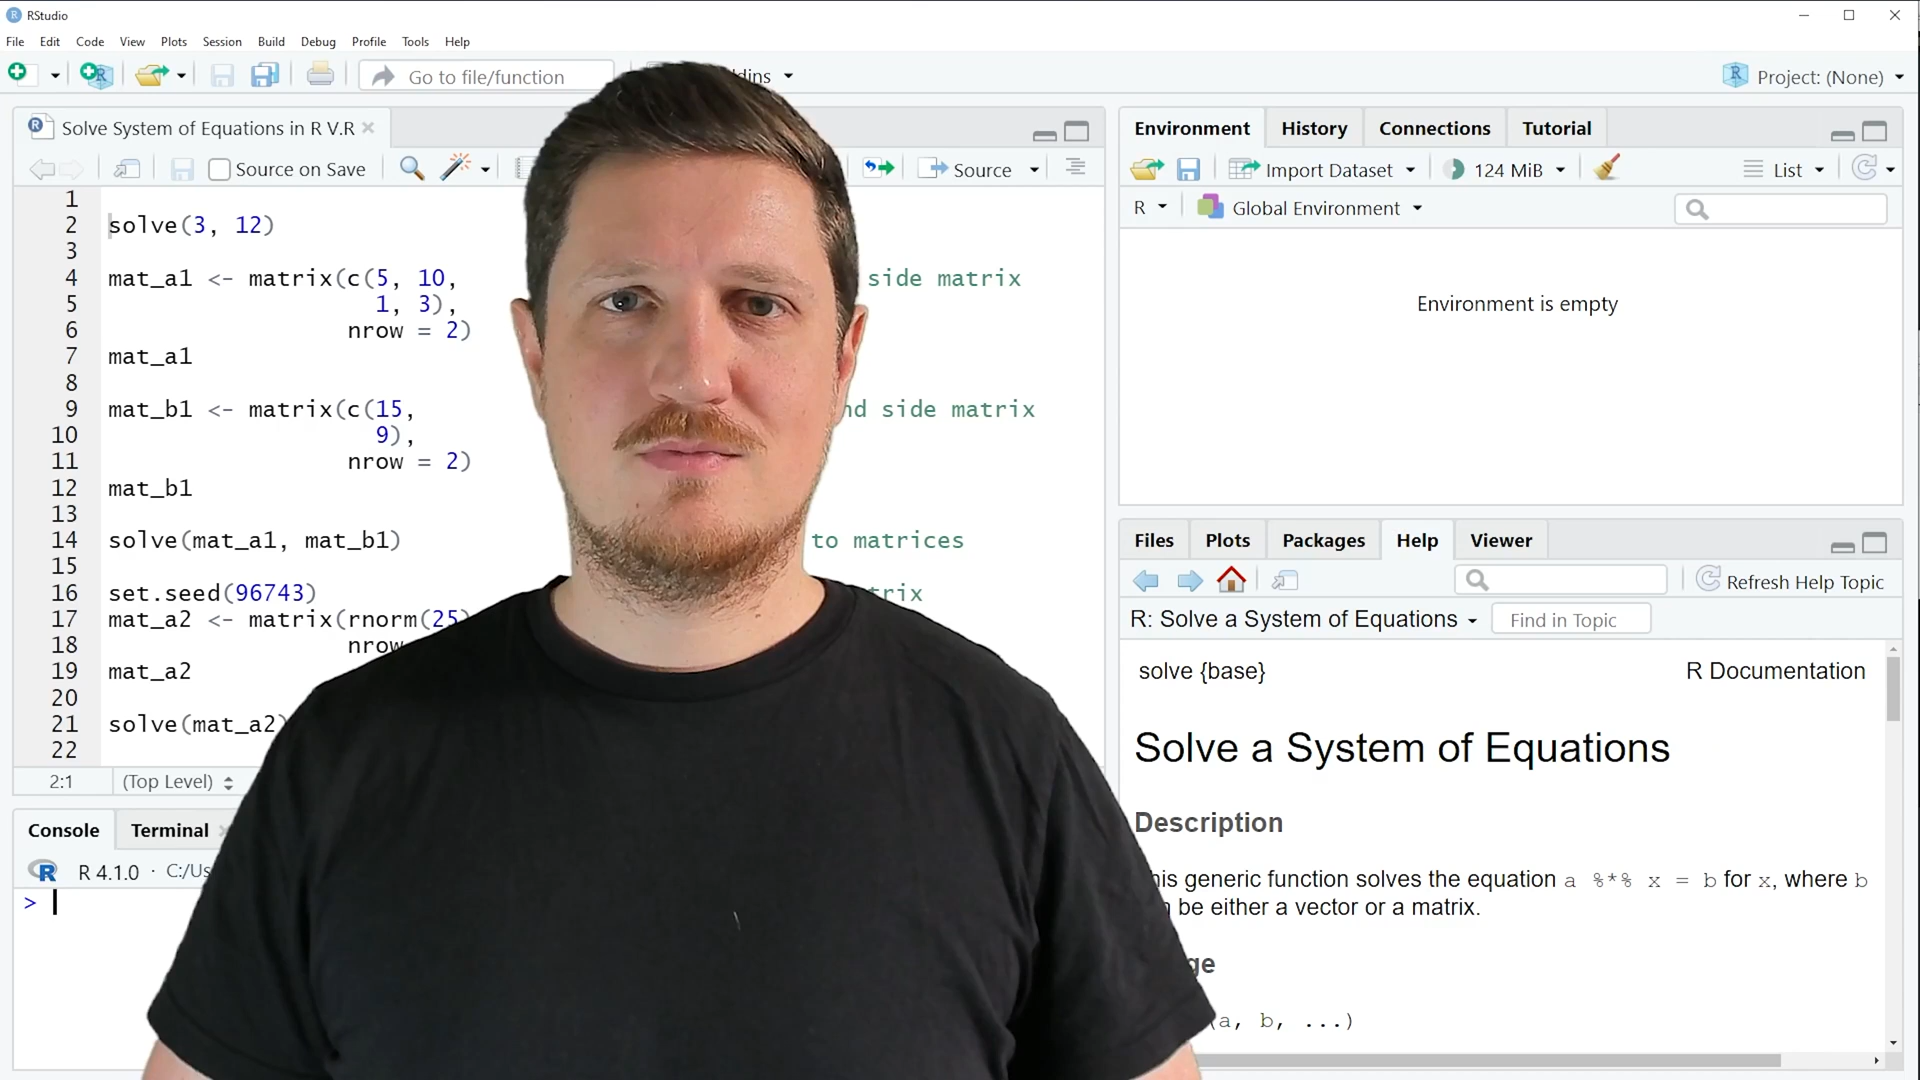 RStudio
File Edit Code View Plots Session Build Debug Profile Tools Help
Go to file/function
Project: (None)
Solve System of Equations in R V.R
Source on Save
Source
1
2 solve(3, 12)
3
4 mat_a1 <- matrix(c(5, 10, side matrix
5 1, 3),
6 nrow = 2)
7 mat_a1
8
9 mat_b1 <- matrix(c(15, side matrix
10 9),
11 nrow = 2)
12 mat_b1
13
14 solve(mat_a1, mat_b1) to matrices
15
16 set.seed(96743)
17 mat_a2 <- matrix(rnorm(25)
18 nrow
19 mat_a2
20
21 solve(mat_a2)
22
2:1 (Top Level)
Console Terminal
R 4.1.0 · C:/Us
>
Environment History Connections Tutorial
Import Dataset 124 MiB List
R Global Environment
Environment is empty
Files Plots Packages Help Viewer
Refresh Help Topic
R: Solve a System of Equations Find in Topic
solve {base} R Documentation
Solve a System of Equations
Description
his generic function solves the equation a %*% x = b for x, where b
be either a vector or a matrix.
(a, b, ...)